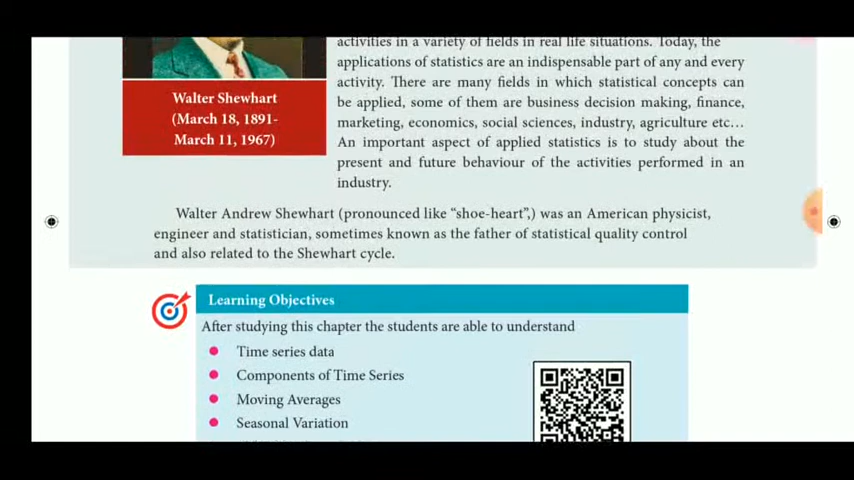 activities in a variety of fields in real life situations. Today, the
applications of statistics are an indispensable part of any and every
activity. There are many fields in which statistical concepts can
be applied, some of them are business decision making, finance,
marketing, economics, social sciences, industry, agriculture etc…
An important aspect of applied statistics is to study about the
present and future behaviour of the activities performed in an
industry.
Walter Shewhart
(March 18, 1891-
March 11, 1967)
Walter Andrew Shewhart (pronounced like “shoe-heart”,) was an American physicist,
engineer and statistician, sometimes known as the father of statistical quality control
and also related to the Shewhart cycle.
Learning Objectives
After studying this chapter the students are able to understand
Time series data
Components of Time Series
Moving Averages
Seasonal Variation